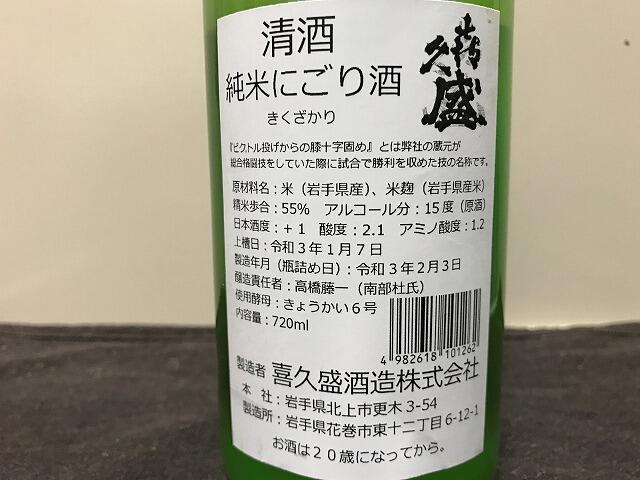 清酒
喜久盛
純米にごり酒
きくざかり
『ビクトル投げからの膝十字固め』とは弊社の蔵元が
総合格闘技をしていた際に試合で勝利を収めた技の名称です。
原材料名：米（岩手県産）、米麹（岩手県産米）
精米歩合：55%　アルコール分：15度（原酒）
日本酒度：＋1　酸度：2.1　アミノ酸度：1.2
上槽日：令和3年1月7日
製造年月（瓶詰め日）：令和3年2月3日
醸造責任者：高橋藤一（南部杜氏）
使用酵母：きょうかい6号
内容量：720ml
4 982618 101262
製造者 喜久盛酒造株式会社
本　社：岩手県北上市更木3-54
製造所：岩手県花巻市東十二丁目6-12-1
お酒は20歳になってから。